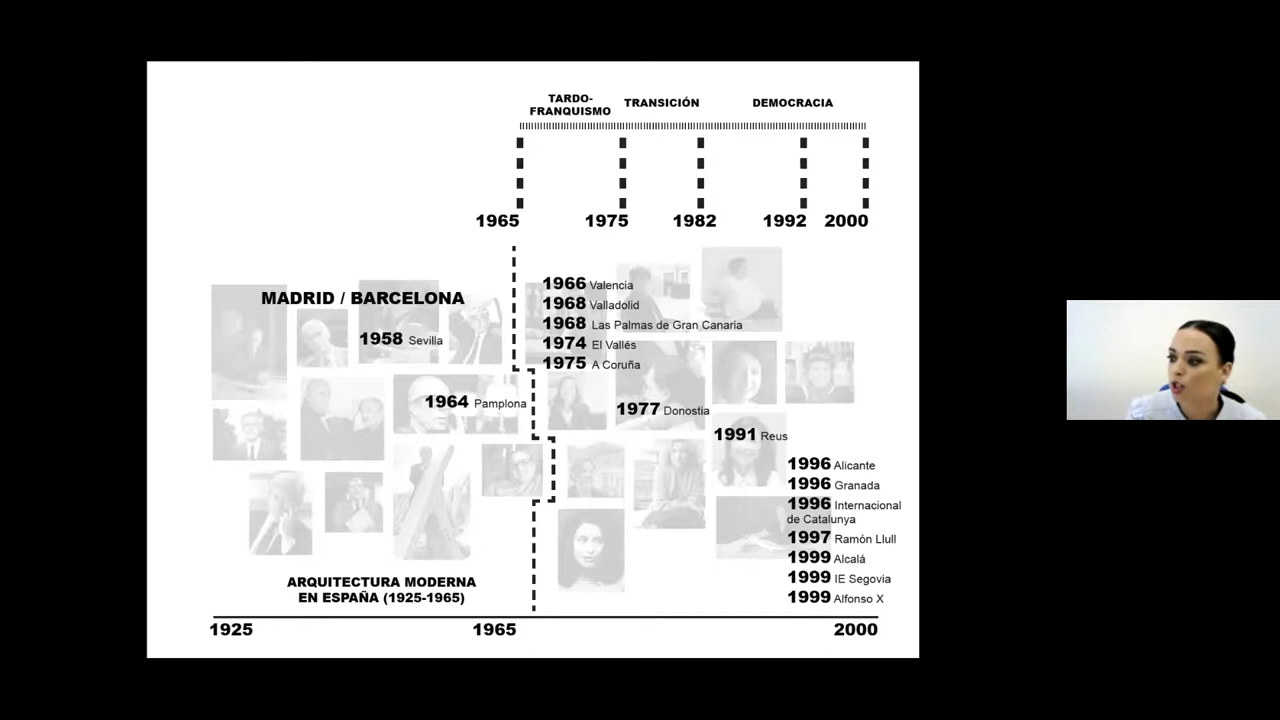 TARDO-
FRANQUISMO
TRANSICIÓN
DEMOCRACIA
1965
1975
1982
1992
2000
MADRID / BARCELONA
1958 Sevilla
1964 Pamplona
1966 Valencia
1968 Valladolid
1968 Las Palmas de Gran Canaria
1974 El Vallés
1975 A Coruña
1977 Donostia
1991 Reus
1996 Alicante
1996 Granada
1996 Internacional
de Catalunya
1997 Ramón Llull
1999 Alcalá
1999 IE Segovia
1999 Alfonso X
ARQUITECTURA MODERNA
EN ESPAÑA (1925-1965)
1925
1965
2000